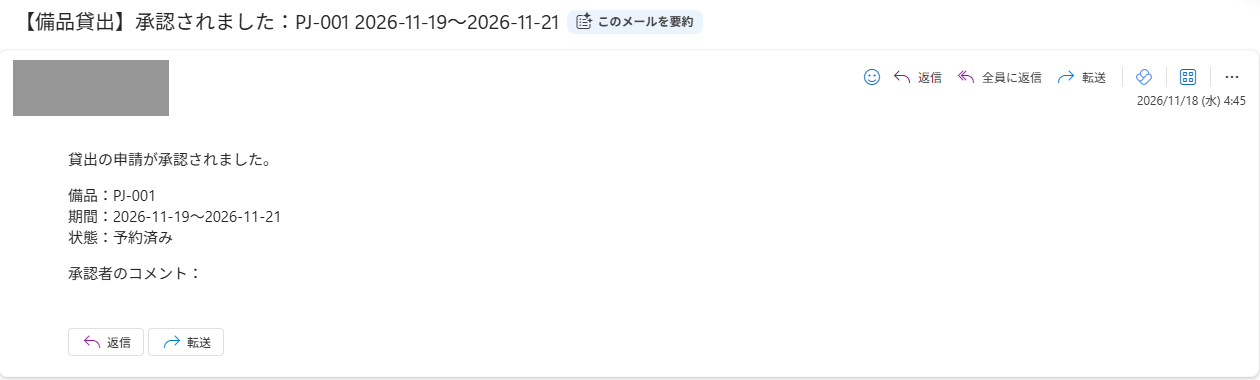 【備品貸出】承認されました：PJ-001 2026-11-19～2026-11-21 このメールを要約
返信 全員に返信 転送
2026/11/18 (水) 4:45
貸出の申請が承認されました。
備品：PJ-001
期間：2026-11-19～2026-11-21
状態：予約済み
承認者のコメント：
返信 転送